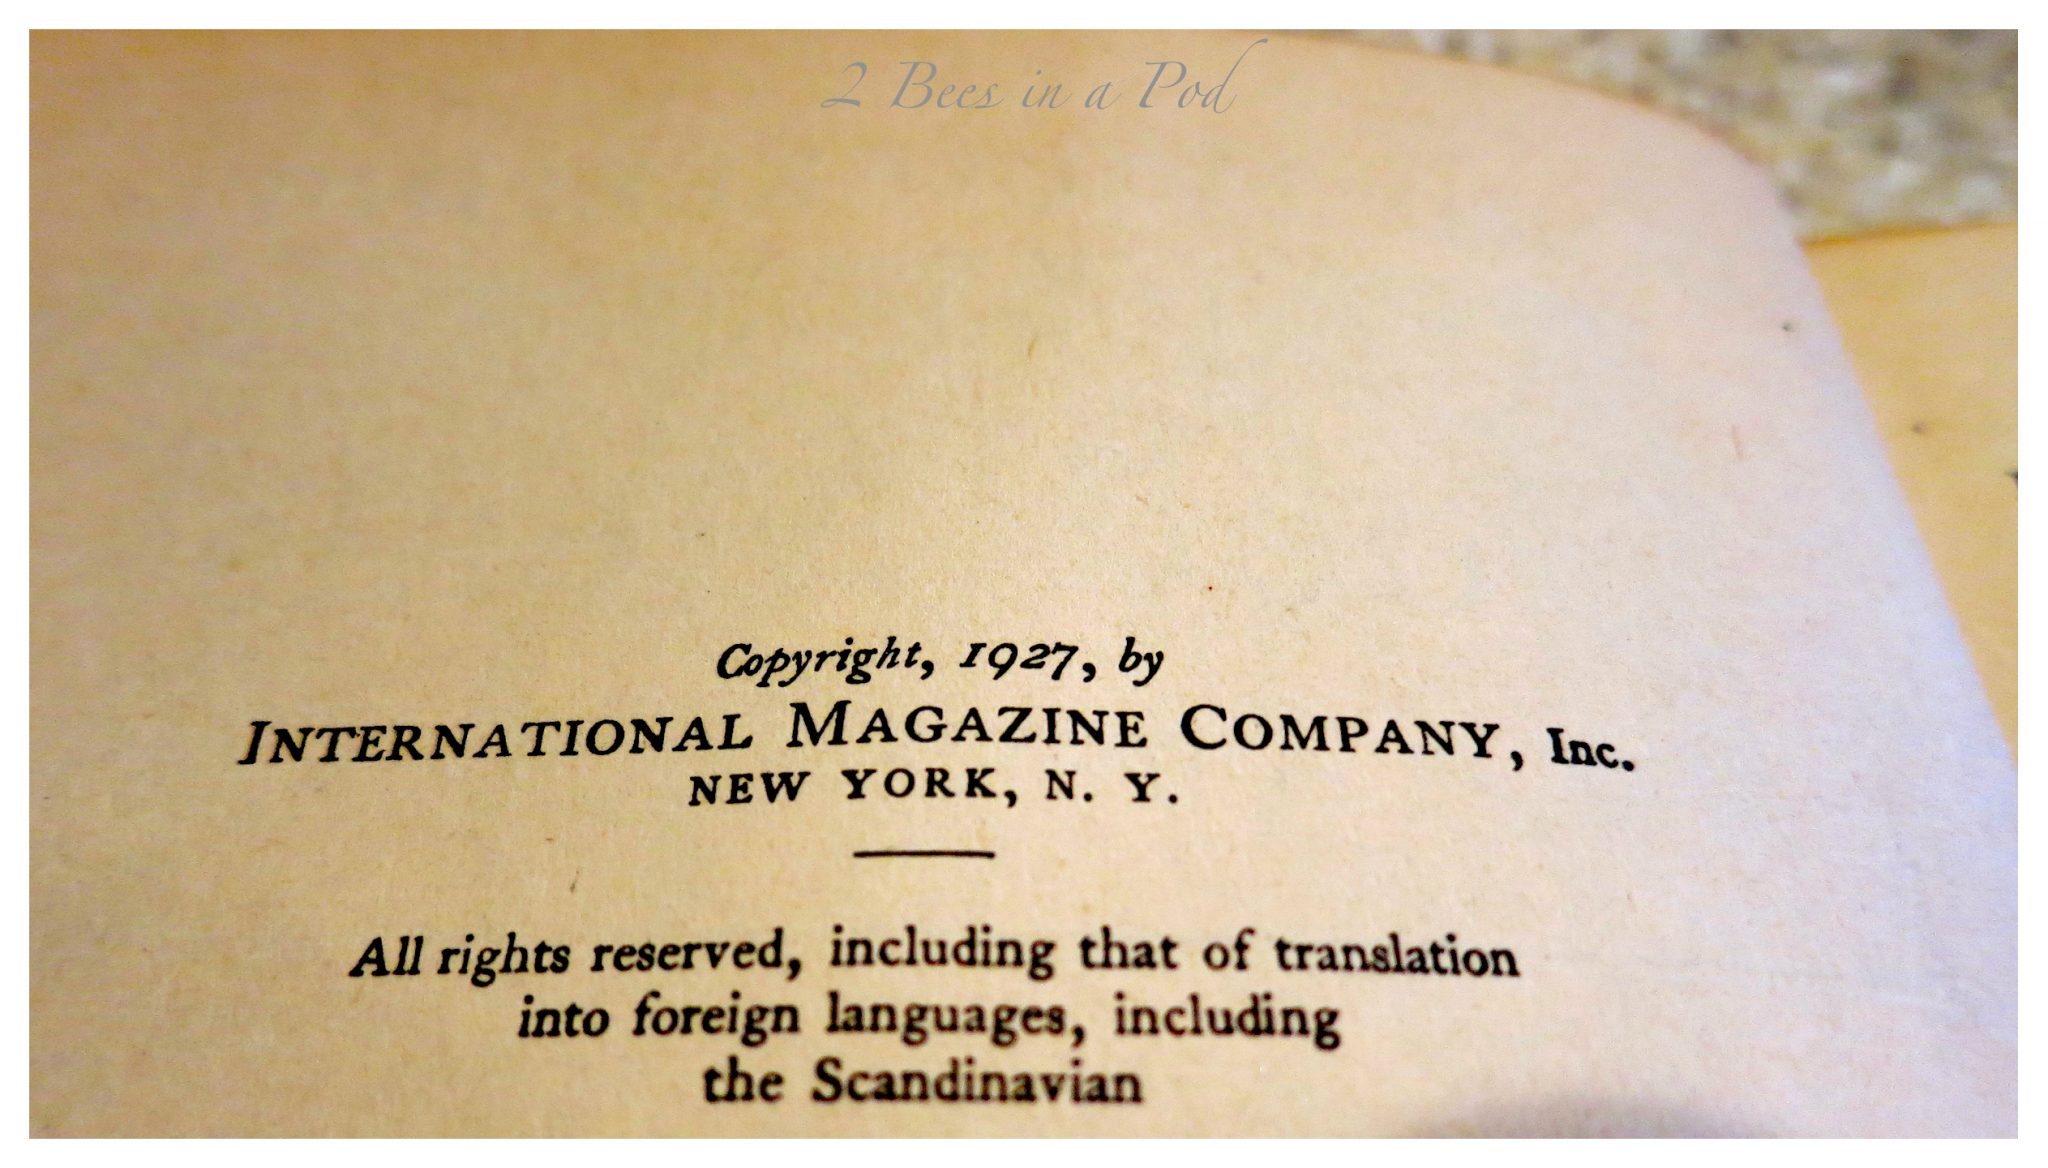 2 Bees in a Pod
Copyright, 1927, by
INTERNATIONAL MAGAZINE COMPANY, Inc.
NEW YORK, N. Y.
All rights reserved, including that of translation
into foreign languages, including
the Scandinavian